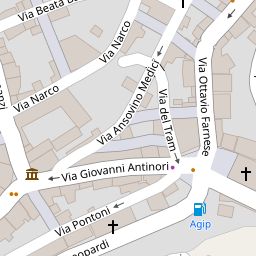 Via Beata
Via Narco
Via Narco
Via Ansovino Medici
Via del Tram
Via Ottavio Farnese
Via Giovanni Antinori
Via Pontoni
Agip